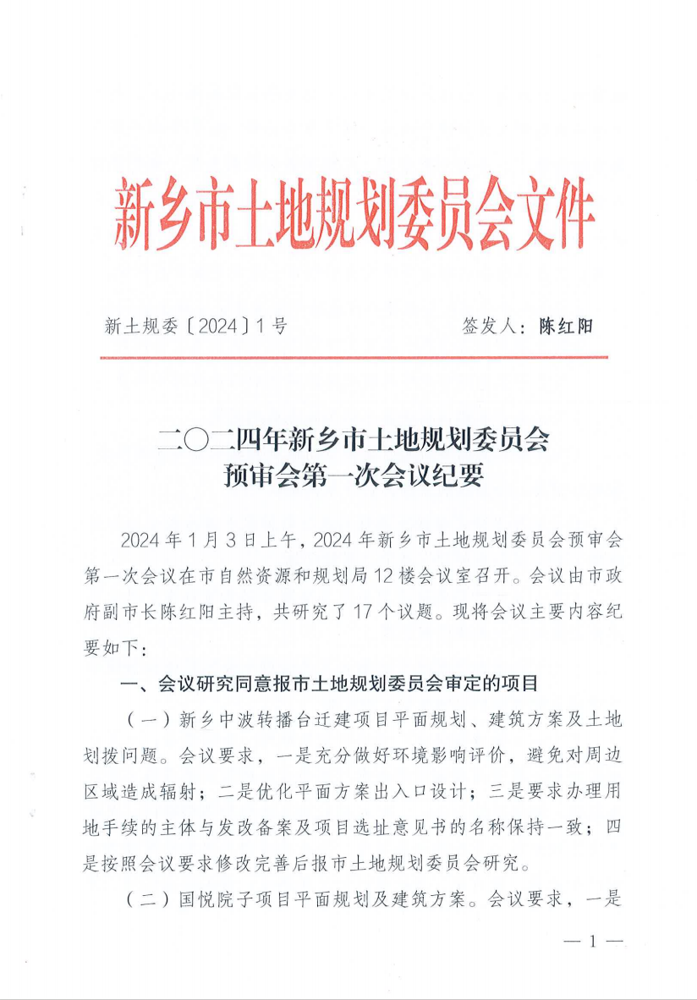 新乡市土地规划委员会文件
新土规委〔2024〕1号 签发人：陈红阳
二〇二四年新乡市土地规划委员会
预审会第一次会议纪要
2024年1月3日上午，2024年新乡市土地规划委员会预审会
第一次会议在市自然资源和规划局12楼会议室召开。会议由市政
府副市长陈红阳主持，共研究了17个议题。现将会议主要内容纪
要如下：
一、会议研究同意报市土地规划委员会审定的项目
（一）新乡中波转播台迁建项目平面规划、建筑方案及土地
划拨问题。会议要求，一是充分做好环境影响评价，避免对周边
区域造成辐射；二是优化平面方案出入口设计；三是要求办理用
地手续的主体与发改备案及项目选址意见书的名称保持一致；四
是按照会议要求修改完善后报市土地规划委员会研究。
（二）国悦院子项目平面规划及建筑方案。会议要求，一是
— 1 —